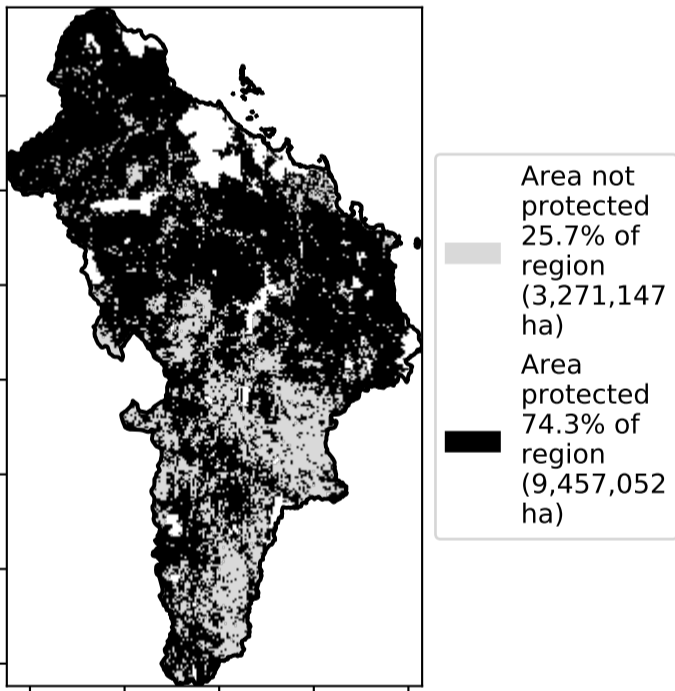 Area not
protected
25.7% of
region
(3,271,147
ha)
Area
protected
74.3% of
region
(9,457,052
ha)